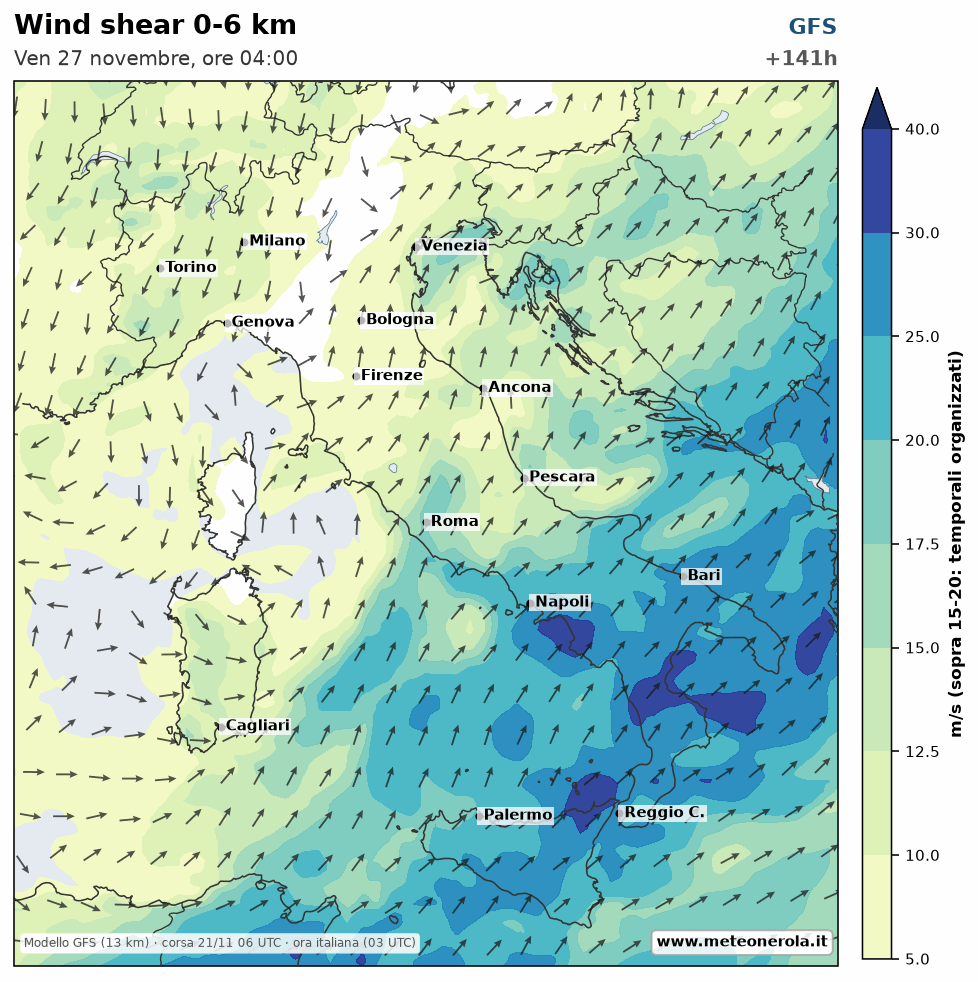 Wind shear 0-6 km
GFS
Ven 27 novembre, ore 04:00
+141h
40.0
30.0
25.0
20.0
17.5
15.0
12.5
10.0
5.0
m/s (sopra 15-20: temporali organizzati)
Milano
Venezia
Torino
Genova
Bologna
Firenze
Ancona
Pescara
Roma
Bari
Napoli
Cagliari
Palermo
Reggio C.
Modello GFS (13 km) · corsa 21/11 06 UTC · ora italiana (03 UTC)
www.meteonerola.it